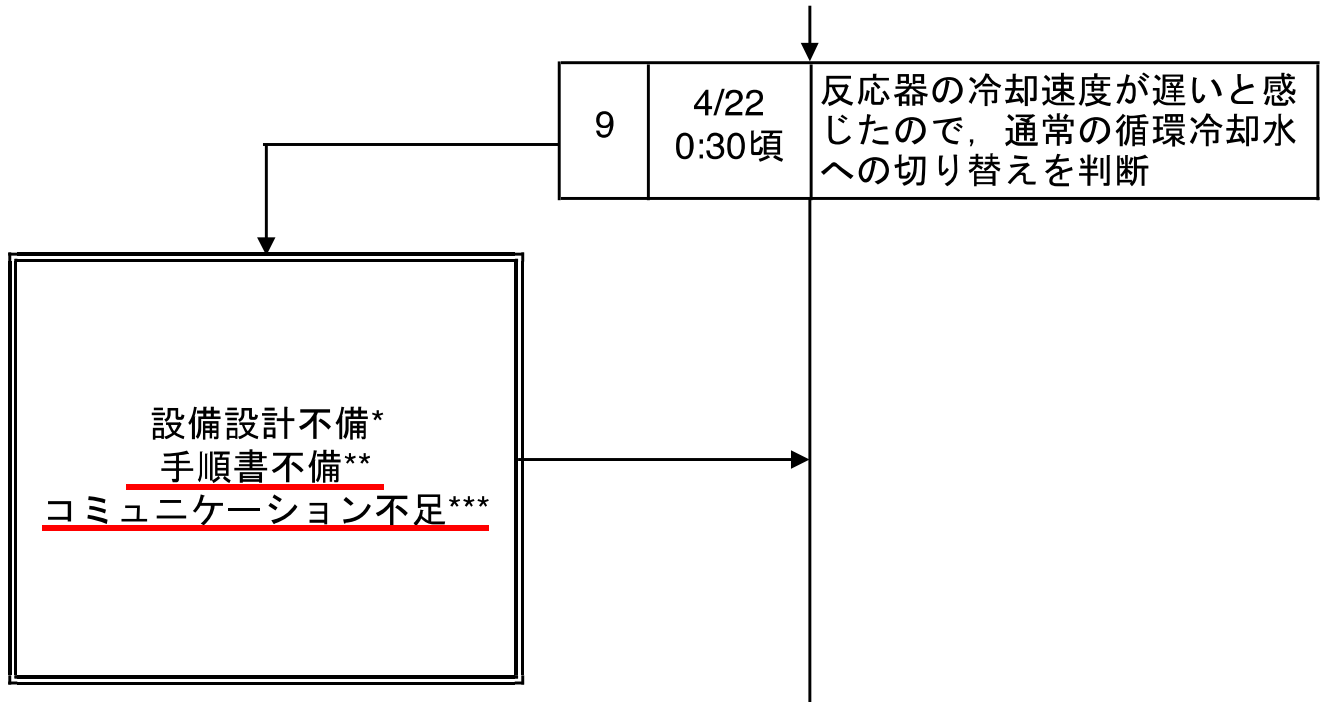 9
4/22
0:30頃
反応器の冷却速度が遅いと感
じたので，通常の循環冷却水
への切り替えを判断
設備設計不備*
手順書不備**
コミュニケーション不足***